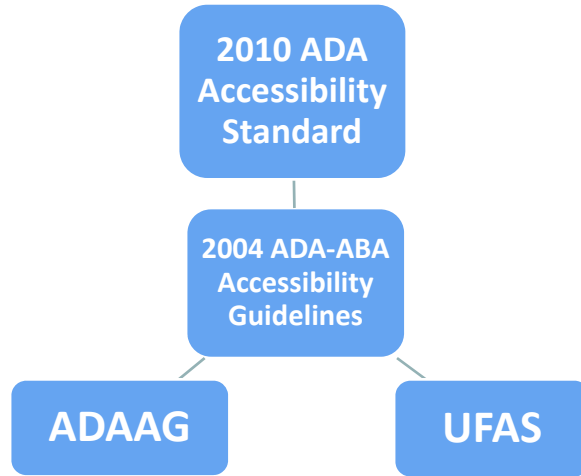 2010 ADA
Accessibility
Standard
2004 ADA-ABA
Accessibility
Guidelines
ADAAG
UFAS